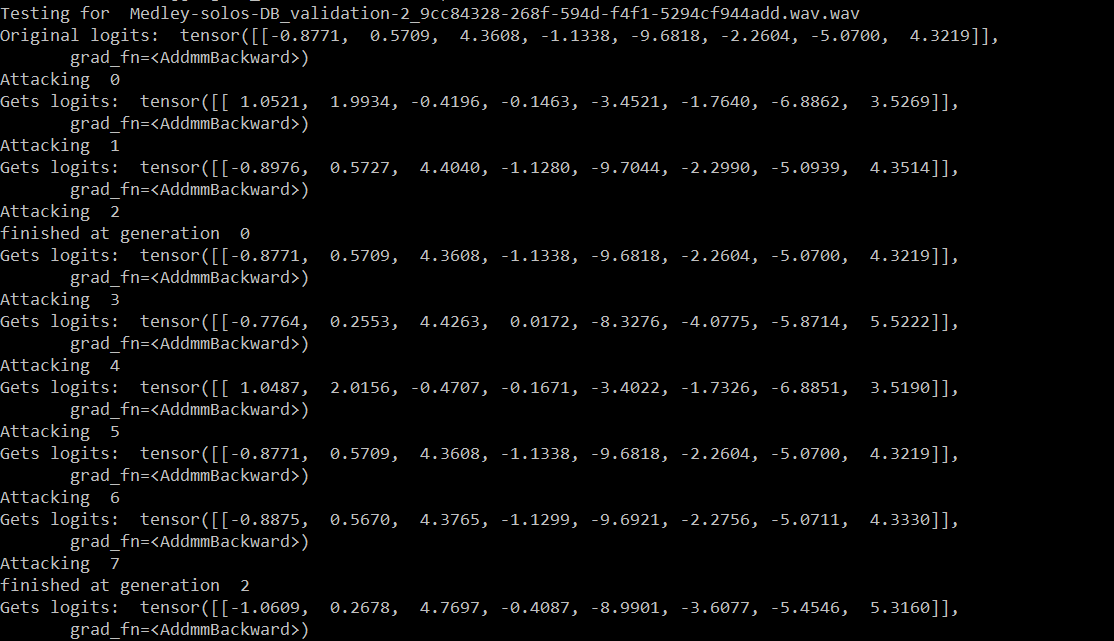 Testing for  Medley-solos-DB_validation-2_9cc84328-268f-594d-f4f1-5294cf944add.wav.wav
Original logits:  tensor([[-0.8771,  0.5709,  4.3608, -1.1338, -9.6818, -2.2604, -5.0700,  4.3219]],
       grad_fn=<AddmmBackward>)
Attacking  0
Gets logits:  tensor([[ 1.0521,  1.9934, -0.4196, -0.1463, -3.4521, -1.7640, -6.8862,  3.5269]],
       grad_fn=<AddmmBackward>)
Attacking  1
Gets logits:  tensor([[-0.8976,  0.5727,  4.4040, -1.1280, -9.7044, -2.2990, -5.0939,  4.3514]],
       grad_fn=<AddmmBackward>)
Attacking  2
finished at generation  0
Gets logits:  tensor([[-0.8771,  0.5709,  4.3608, -1.1338, -9.6818, -2.2604, -5.0700,  4.3219]],
       grad_fn=<AddmmBackward>)
Attacking  3
Gets logits:  tensor([[-0.7764,  0.2553,  4.4263,  0.0172, -8.3276, -4.0775, -5.8714,  5.5222]],
       grad_fn=<AddmmBackward>)
Attacking  4
Gets logits:  tensor([[ 1.0487,  2.0156, -0.4707, -0.1671, -3.4022, -1.7326, -6.8851,  3.5190]],
       grad_fn=<AddmmBackward>)
Attacking  5
Gets logits:  tensor([[-0.8771,  0.5709,  4.3608, -1.1338, -9.6818, -2.2604, -5.0700,  4.3219]],
       grad_fn=<AddmmBackward>)
Attacking  6
Gets logits:  tensor([[-0.8875,  0.5670,  4.3765, -1.1299, -9.6921, -2.2756, -5.0711,  4.3330]],
       grad_fn=<AddmmBackward>)
Attacking  7
finished at generation  2
Gets logits:  tensor([[-1.0609,  0.2678,  4.7697, -0.4087, -8.9901, -3.6077, -5.4546,  5.3160]],
       grad_fn=<AddmmBackward>)